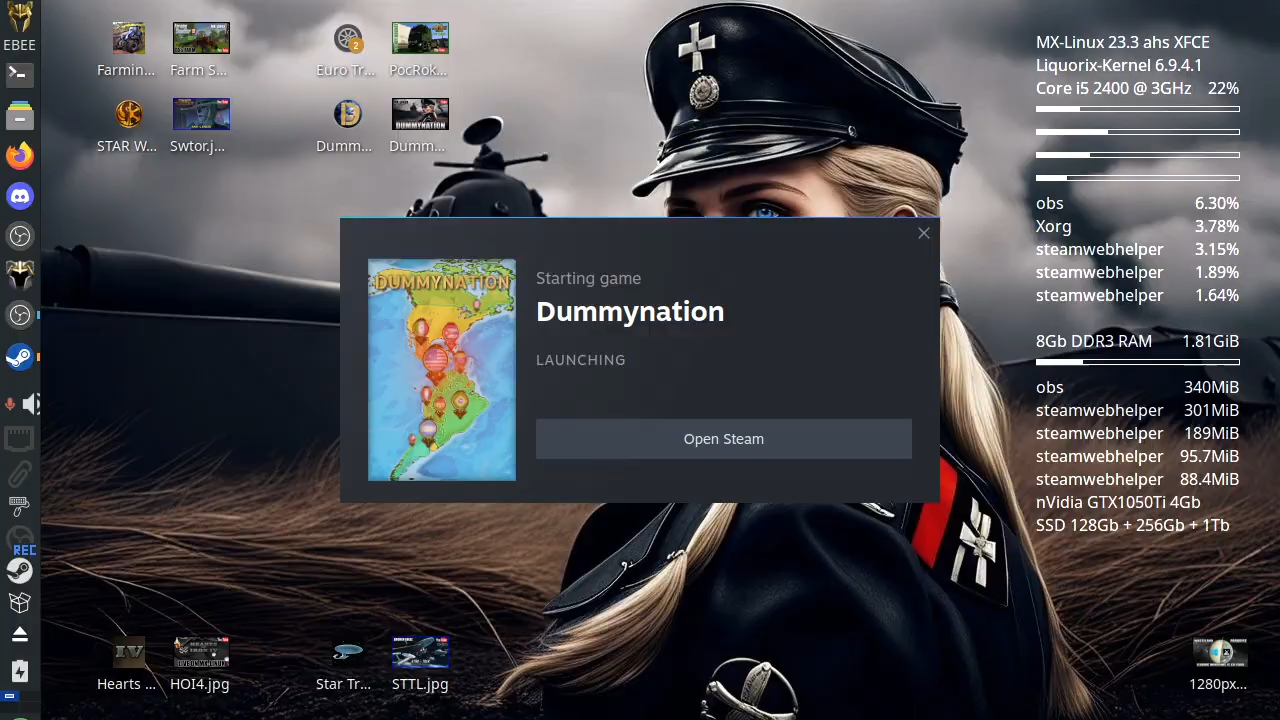 EBEE
Farmin...
Farm S...
Euro Tr...
2
PocRok...
STAR W...
Swtor.j...
Dumm...
Dumm...
DUMMYNATION
MX-Linux 23.3 ahs XFCE
Liquorix-Kernel 6.9.4.1
Core i5 2400 @ 3GHz 22%
obs 6.30%
Xorg 3.78%
steamwebhelper 3.15%
steamwebhelper 1.89%
steamwebhelper 1.64%
8Gb DDR3 RAM 1.81GiB
obs 340MiB
steamwebhelper 301MiB
steamwebhelper 189MiB
steamwebhelper 95.7MiB
steamwebhelper 88.4MiB
nVidia GTX1050Ti 4Gb
SSD 128Gb + 256Gb + 1Tb
DUMMYNATION
Starting game
Dummynation
LAUNCHING
Open Steam
REC
IV
Hearts ...
HOI4.jpg
Star Tr...
STTL.jpg
1280px...